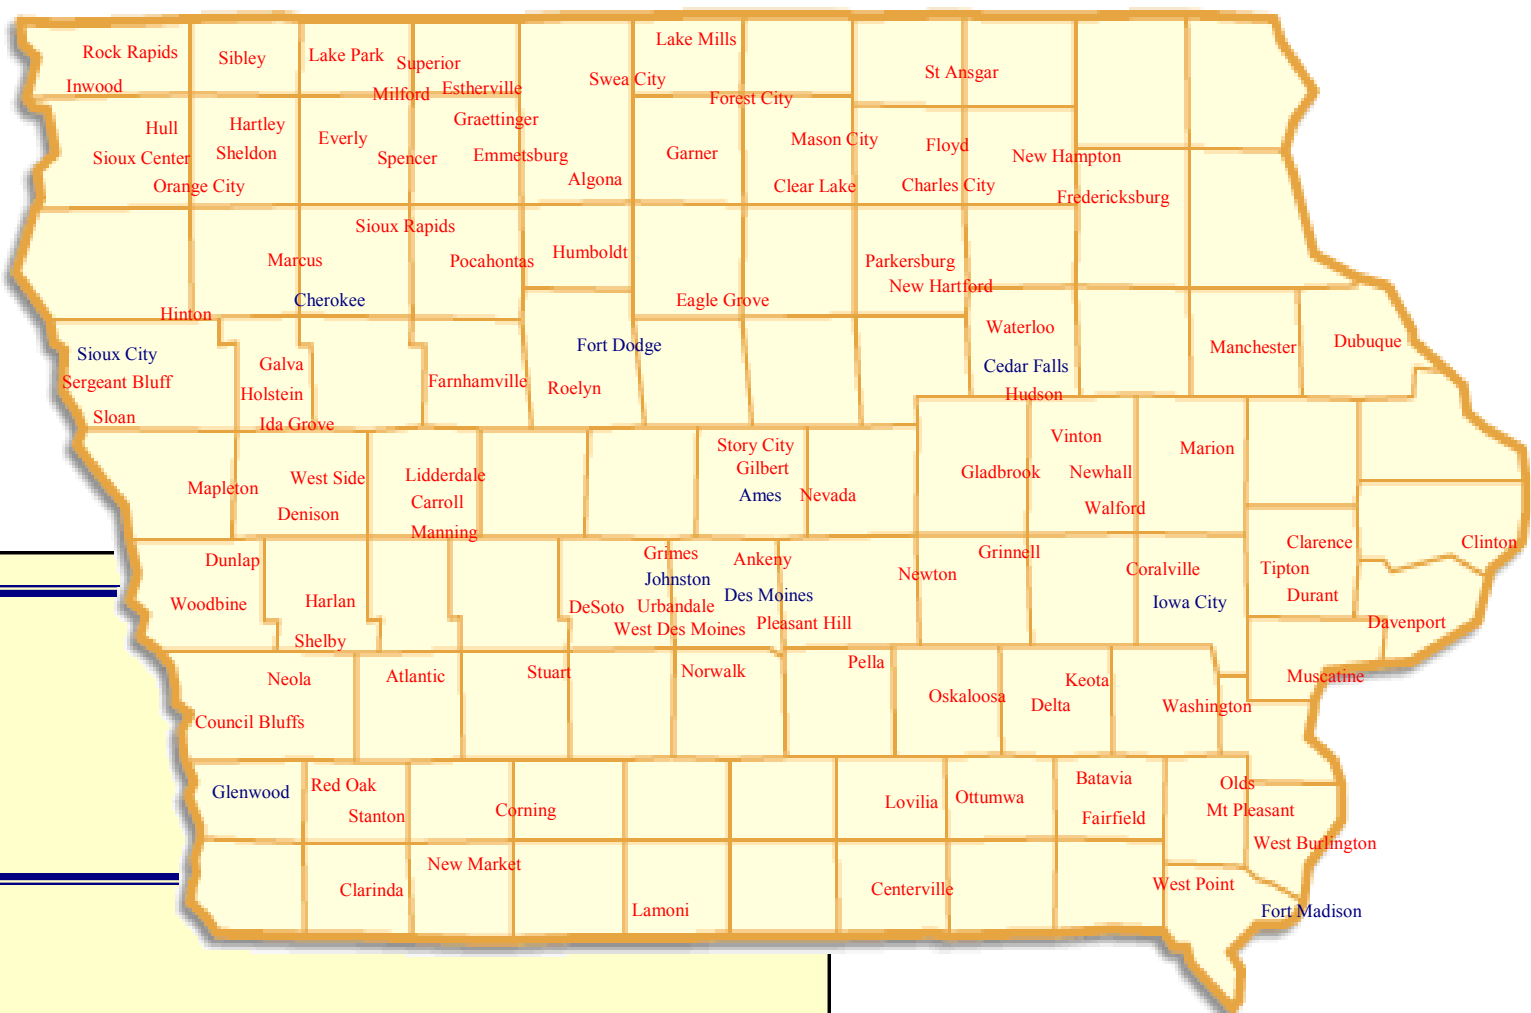 Lake Mills
Rock Rapids
Sibley
Lake Park
Superior
St Ansgar
Swea City
Inwood
Milford
Estherville
Forest City
Graettinger
Hull
Hartley
Everly
Mason City
Floyd
Sioux Center
Sheldon
Spencer
Emmetsburg
Garner
New Hampton
Orange City
Algona
Clear Lake
Charles City
Fredericksburg
Sioux Rapids
Marcus
Pocahontas
Humboldt
Parkersburg
New Hartford
Cherokee
Eagle Grove
Hinton
Waterloo
Sioux City
Fort Dodge
Manchester
Dubuque
Galva
Cedar Falls
Sergeant Bluff
Holstein
Farnhamville
Roelyn
Hudson
Sloan
Ida Grove
Story City
Vinton
Marion
Gilbert
Mapleton
West Side
Lidderdale
Gladbrook
Newhall
Ames
Nevada
Denison
Carroll
Walford
Manning
Dunlap
Grimes
Ankeny
Grinnell
Clarence
Clinton
Johnston
Newton
Coralville
Tipton
Woodbine
Harlan
DeSoto
Urbandale
Des Moines
Iowa City
Durant
Shelby
West Des Moines
Pleasant Hill
Davenport
Neola
Atlantic
Stuart
Norwalk
Pella
Keota
Muscatine
Council Bluffs
Oskaloosa
Delta
Washington
Glenwood
Red Oak
Batavia
Olds
Stanton
Corning
Lovilia
Ottumwa
Fairfield
Mt Pleasant
West Burlington
New Market
Clarinda
Centerville
West Point
Lamoni
Fort Madison